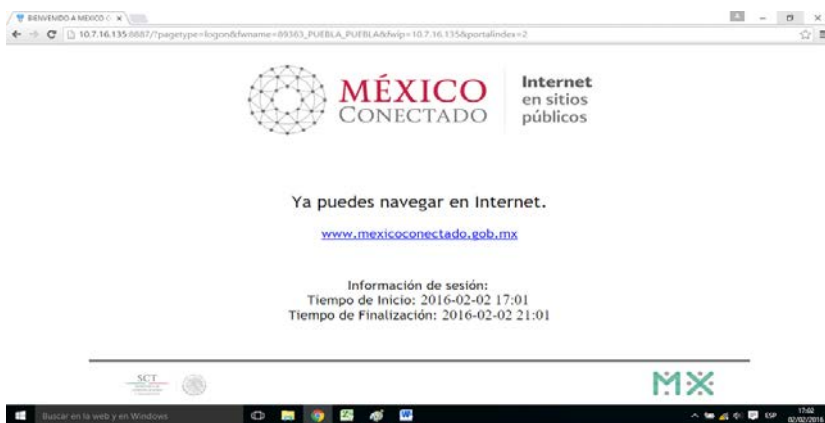 BIENVENIDO A MEXICO C
10.7.16.135:8887/?pagetype=logon&fwname=89363_PUEBLA_PUEBLA&fwip=10.7.16.135&portalindex=2
MÉXICO
CONECTADO
Internet
en sitios
públicos
Ya puedes navegar en Internet.
www.mexicoconectado.gob.mx
Información de sesión:
Tiempo de Inicio: 2016-02-02 17:01
Tiempo de Finalización: 2016-02-02 21:01
SCT
MX
Buscar en la web y en Windows
ESP
17:02
02/02/2016